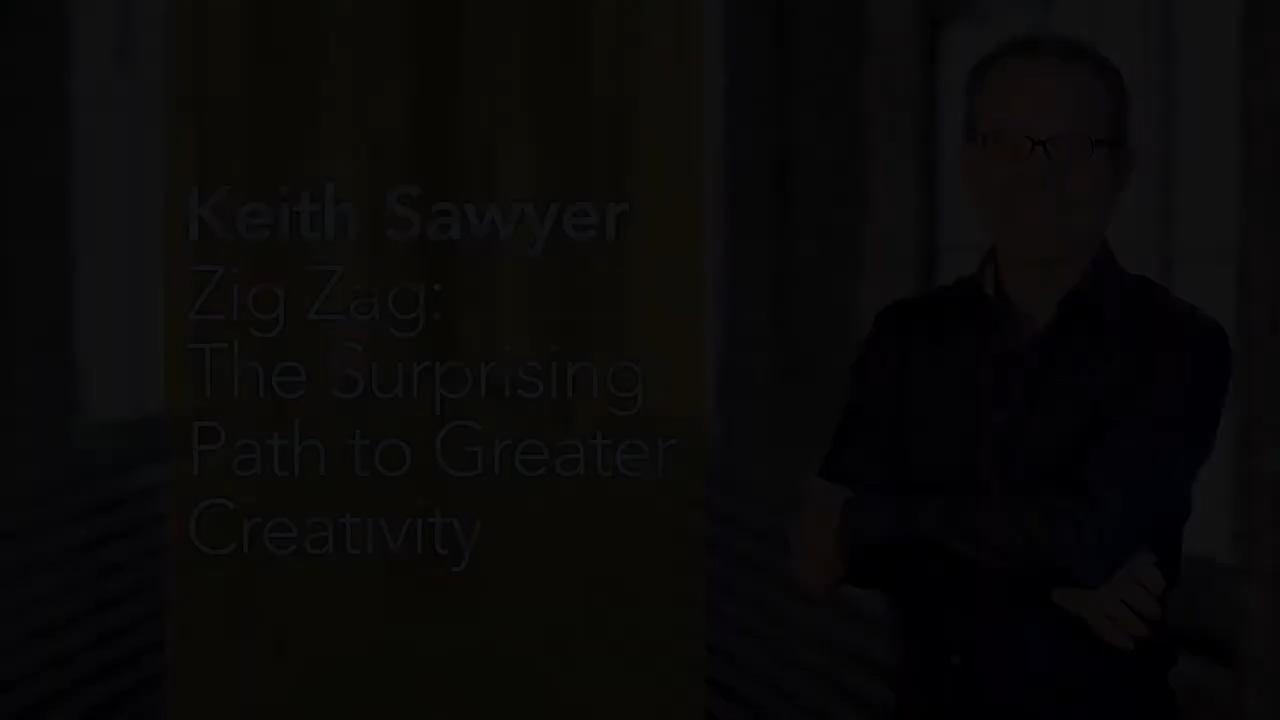 Keith Sawyer
Zig Zag:
The Surprising
Path to Greater
Creativity